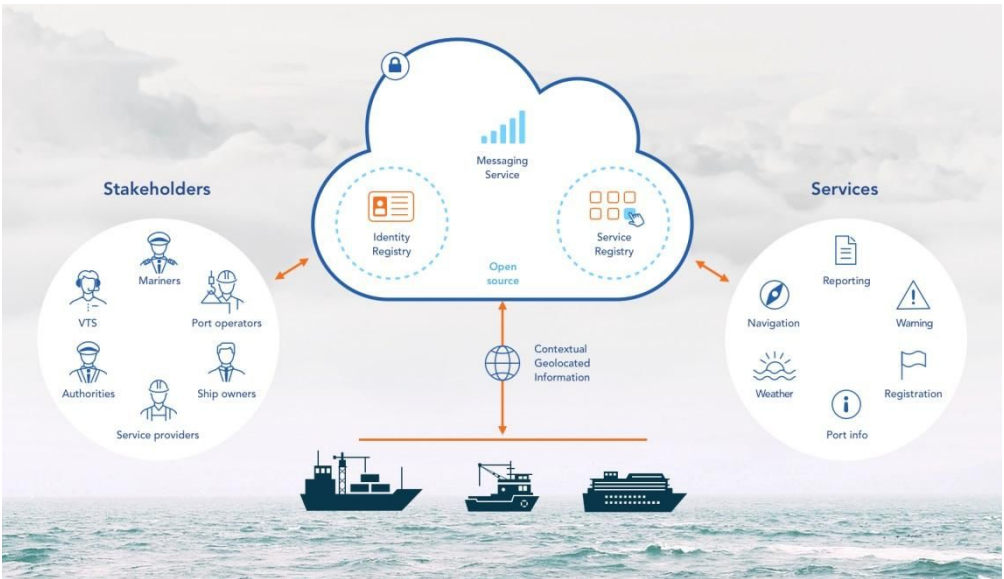 Messaging
Service
Stakeholders
Services
Identity
Registry
Service
Registry
Open
source
Mariners
VTS
Port operators
Authorities
Ship owners
Service providers
Contextual
Geolocated
Information
Reporting
Navigation
Warning
Weather
Registration
Port info